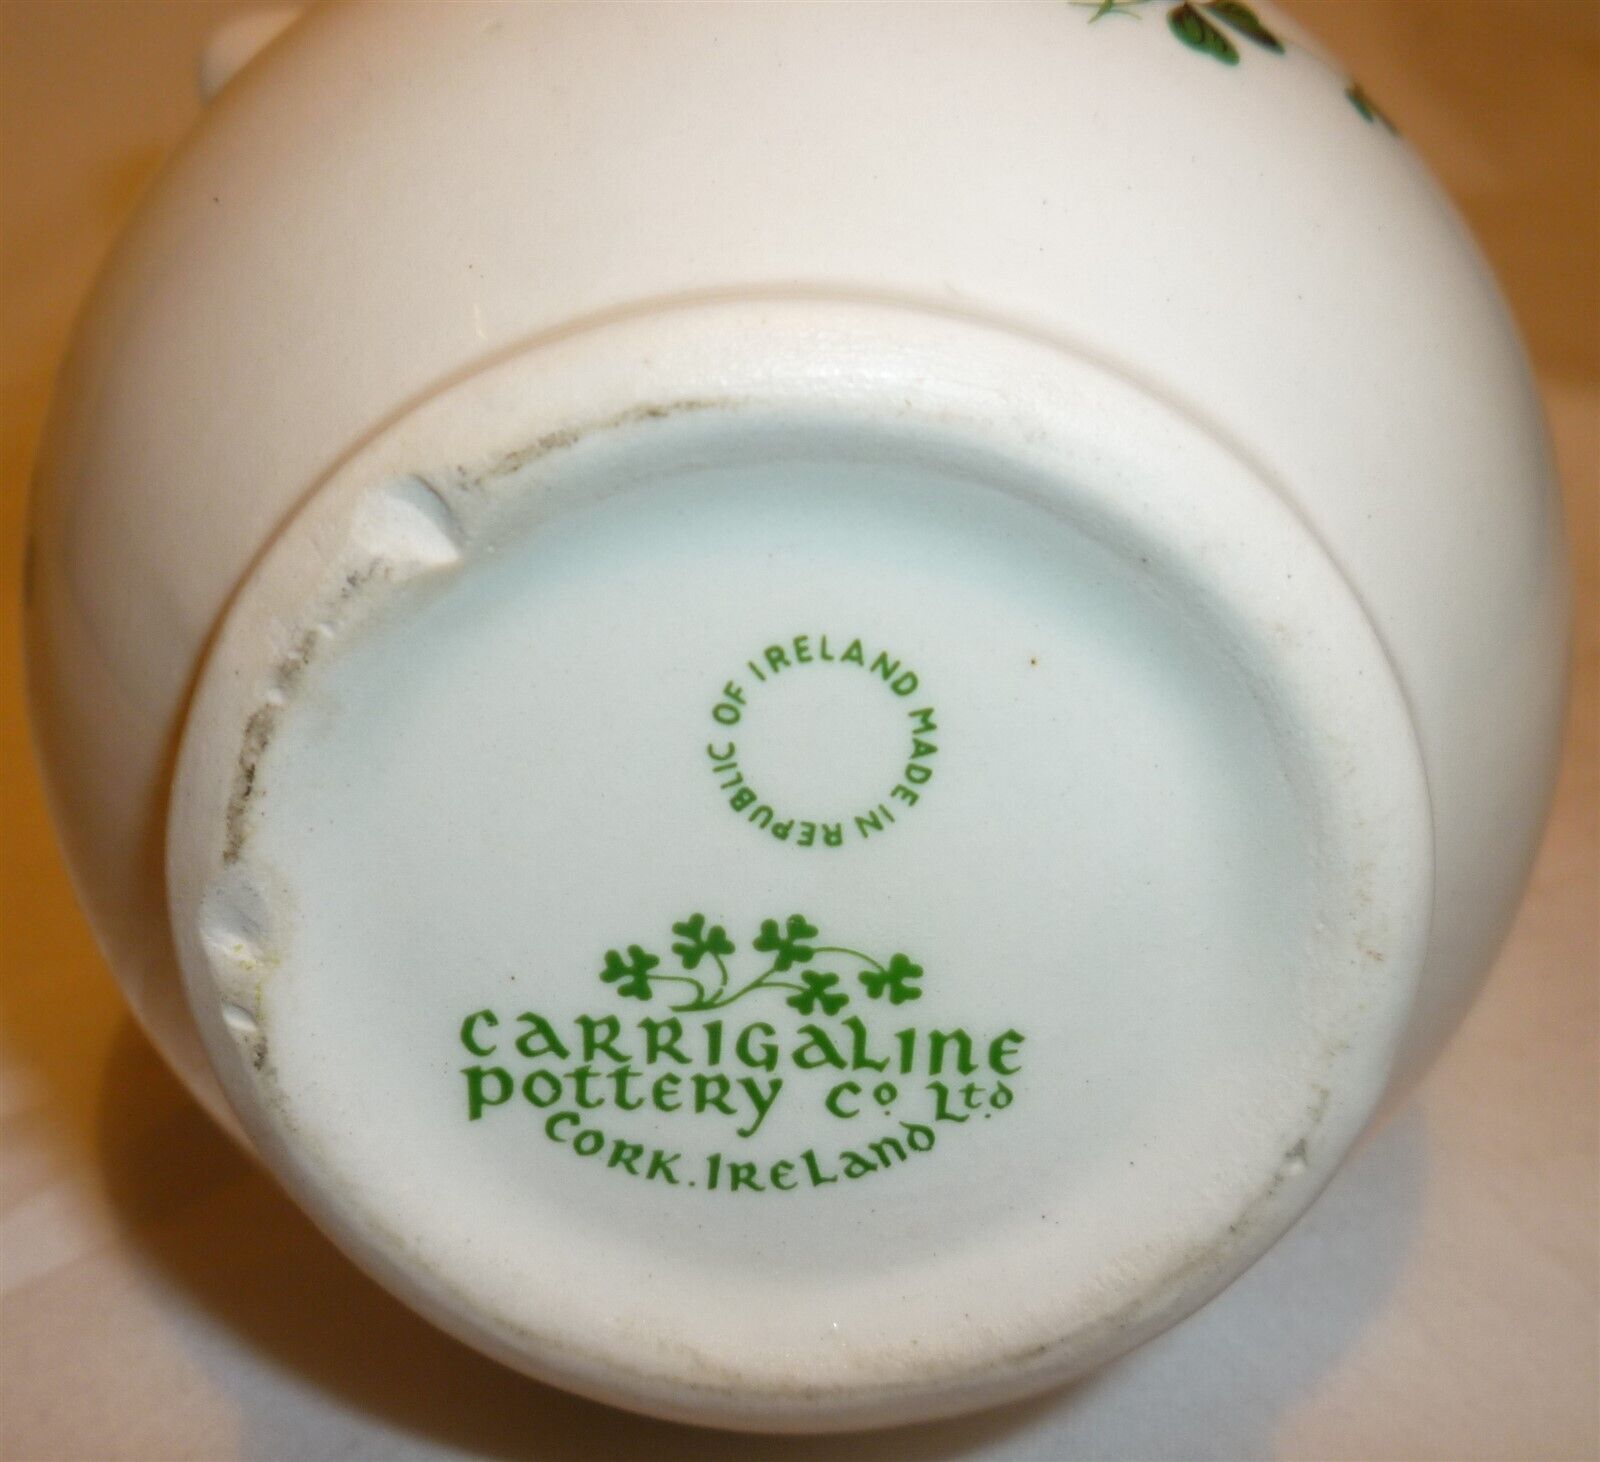 MADE IN REPUBLIC OF IRELAND
CARRIGALINE
POTTERY Co. Ltd.
CORK. IRELAND